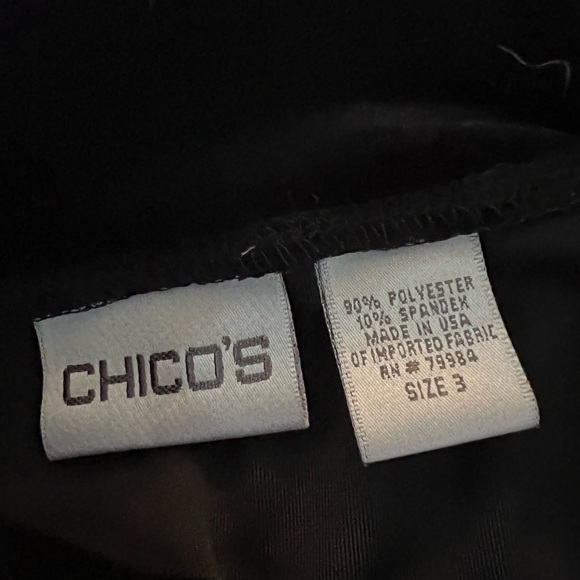 CHICO'S
90% POLYESTER
10% SPANDEX
MADE IN USA
OF IMPORTED FABRIC
RN # 79984
SIZE 3